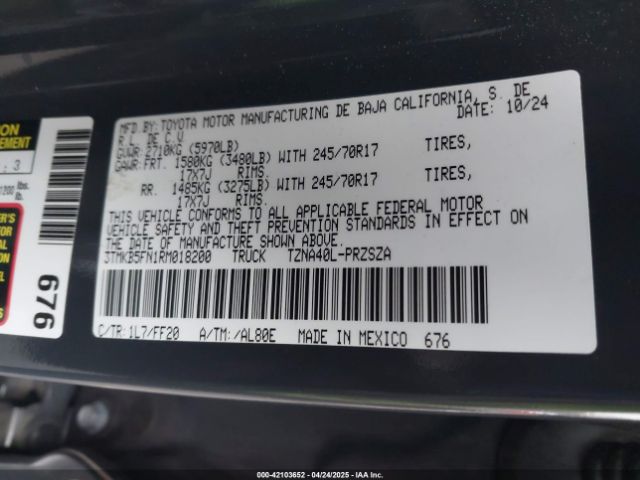 MFD.BY:TOYOTA MOTOR MANUFACTURING DE BAJA CALIFORNIA, S. DE
R.L. DE C.V. DATE: 10/24
GVWR:2710KG (5970LB)
GAWR:FRT. 1580KG (3480LB) WITH 245/70R17 TIRES,
17X7J RIMS.
RR. 1485KG (3275LB) WITH 245/70R17 TIRES,
17X7J RIMS.
THIS VEHICLE CONFORMS TO ALL APPLICABLE FEDERAL MOTOR
VEHICLE SAFETY AND THEFT PREVENTION STANDARDS IN EFFECT ON
THE DATE OF MANUFACTURE SHOWN ABOVE.
3TMKB5FN1RM018200 TRUCK TZNA40L-PRZSZA
C/TR: 1L7/FF20 A/TM: /AL80E MADE IN MEXICO 676
676
000-42103652 - 04/24/2025 - IAAI, Inc.